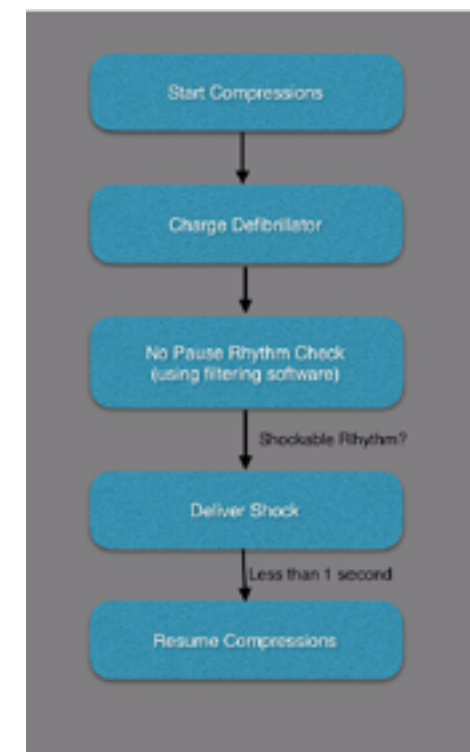 Start Compressions
Charge Defibrillator
No Pause Rhythm Check
(using filtering software)
Shockable Rhythm?
Deliver Shock
Less than 1 second
Resume Compressions